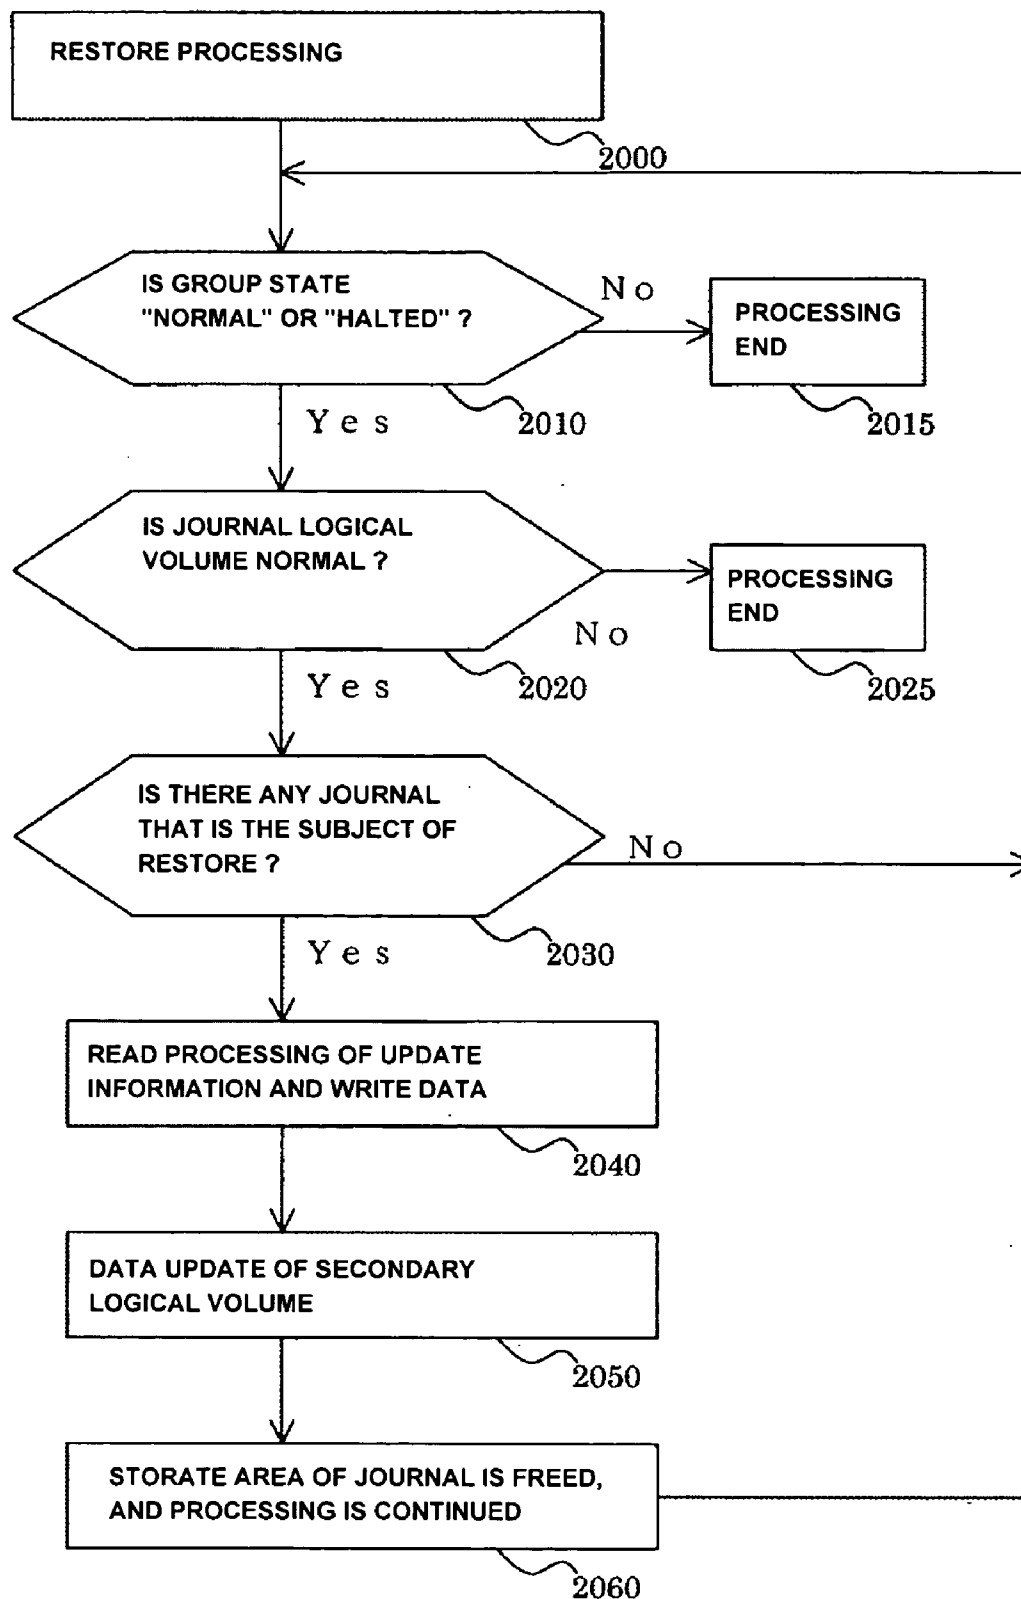 RESTORE PROCESSING
2000
IS GROUP STATE
"NORMAL" OR "HALTED" ?
No
PROCESSING
END
2010
2015
Yes
IS JOURNAL LOGICAL
VOLUME NORMAL ?
PROCESSING
END
No
2020
2025
Yes
IS THERE ANY JOURNAL
THAT IS THE SUBJECT OF
RESTORE ?
No
2030
Yes
READ PROCESSING OF UPDATE
INFORMATION AND WRITE DATA
2040
DATA UPDATE OF SECONDARY
LOGICAL VOLUME
2050
STORATE AREA OF JOURNAL IS FREED,
AND PROCESSING IS CONTINUED
2060